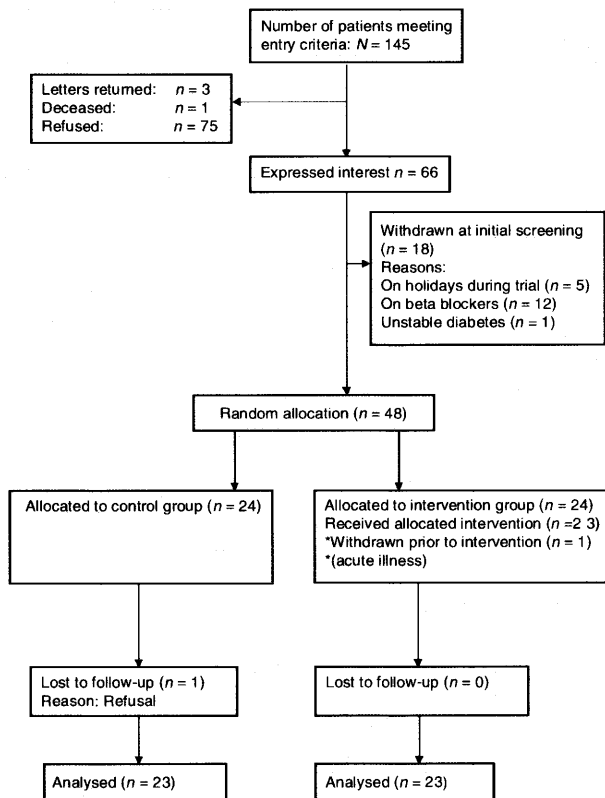 Number of patients meeting
entry criteria: N = 145
Letters returned: n = 3
Deceased: n = 1
Refused: n = 75
Expressed interest n = 66
Withdrawn at initial screening
(n = 18)
Reasons:
On holidays during trial (n = 5)
On beta blockers (n = 12)
Unstable diabetes (n = 1)
Random allocation (n = 48)
Allocated to control group (n = 24)
Allocated to intervention group (n = 24)
Received allocated intervention (n =2 3)
*Withdrawn prior to intervention (n = 1)
*(acute illness)
Lost to follow-up (n = 1)
Reason: Refusal
Lost to follow-up (n = 0)
Analysed (n = 23)
Analysed (n = 23)